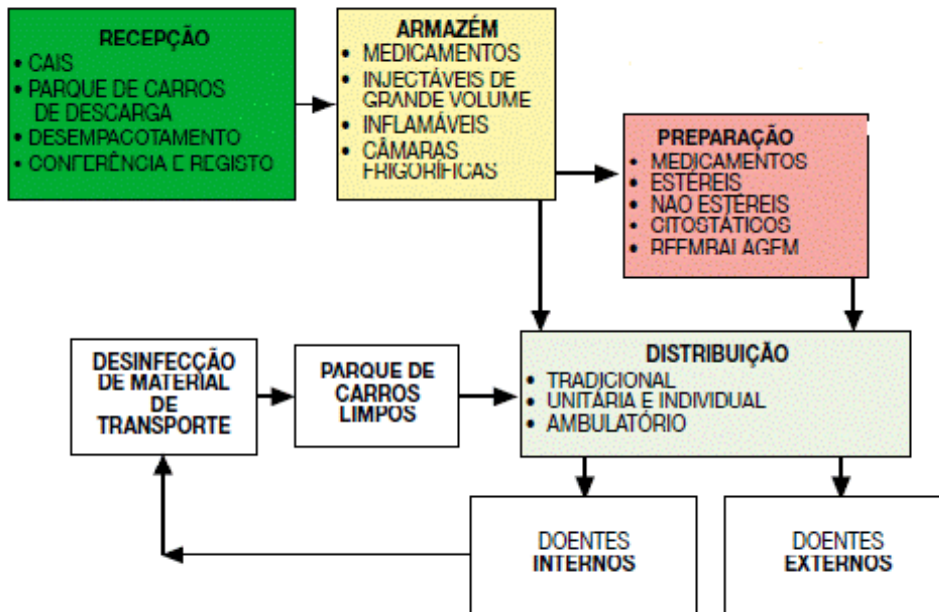 RECEPÇÃO
• CAIS
• PARQUE DE CARROS
DE DESCARGA
• DESEMPACOTAMENTO
• CONFERÊNCIA E REGISTO
ARMAZÉM
• MEDICAMENTOS
• INJECTÁVEIS DE
GRANDE VOLUME
• INFLAMÁVEIS
• CÂMARAS
FRIGORÍFICAS
PREPARAÇÃO
• MEDICAMENTOS
• ESTÉREIS
• NAO ESTÉREIS
• CITOSTÁTICOS
• REEMBALAGEM
DESINFECÇÃO
DE MATERIAL
DE
TRANSPORTE
PARQUE DE
CARROS
LIMPOS
DISTRIBUIÇÃO
• TRADICIONAL
• UNITÁRIA E INDIVIDUAL
• AMBULATÓRIO
DOENTES
INTERNOS
DOENTES
EXTERNOS